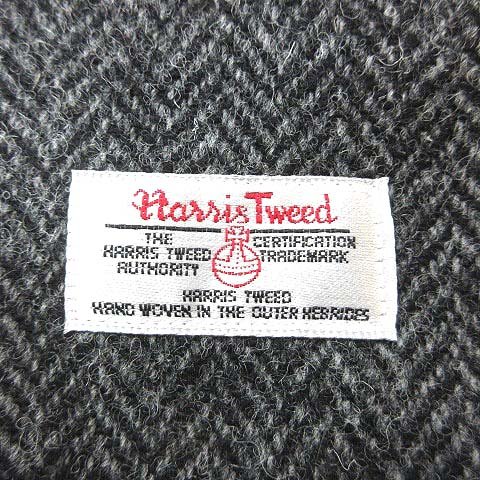 Harris Tweed
THE HARRIS TWEED AUTHORITY
CERTIFICATION TRADEMARK
HARRIS TWEED
HAND WOVEN IN THE OUTER HEBRIDES